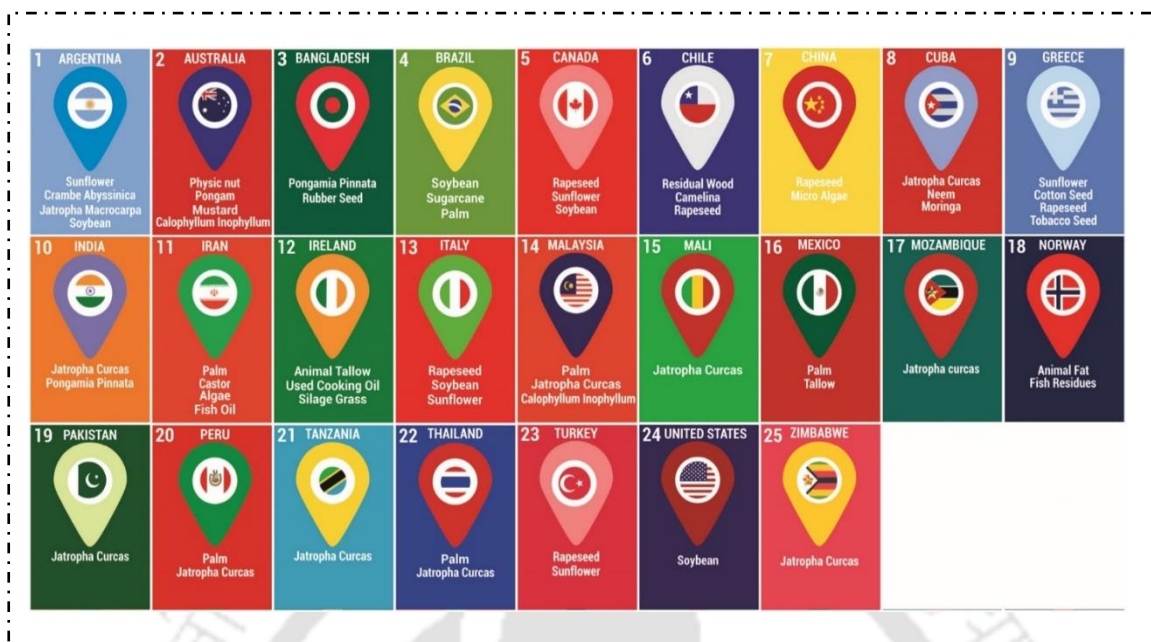 1 ARGENTINA
Sunflower
Crambe Abyssinica
Jatropha Macrocarpa
Soybean
2 AUSTRALIA
Physic nut
Pongam
Mustard
Calophyllum Inophyllum
3 BANGLADESH
Pongamia Pinnata
Rubber Seed
4 BRAZIL
Soybean
Sugarcane
Palm
5 CANADA
Rapeseed
Sunflower
Soybean
6 CHILE
Residual Wood
Camelina
Rapeseed
7 CHINA
Rapeseed
Micro Algae
8 CUBA
Jatropha Curcas
Neem
Moringa
9 GREECE
Sunflower
Cotton Seed
Rapeseed
Tobacco Seed
10 INDIA
Jatropha Curcas
Pongamia Pinnata
11 IRAN
Palm
Castor
Algae
Fish Oil
12 IRELAND
Animal Tallow
Used Cooking Oil
Silage Grass
13 ITALY
Rapeseed
Soybean
Sunflower
14 MALAYSIA
Palm
Jatropha Curcas
Calophyllum Inophyllum
15 MALI
Jatropha Curcas
16 MEXICO
Palm
Tallow
17 MOZAMBIQUE
Jatropha curcas
18 NORWAY
Animal Fat
Fish Residues
19 PAKISTAN
Jatropha Curcas
20 PERU
Palm
Jatropha Curcas
21 TANZANIA
Jatropha Curcas
22 THAILAND
Palm
Jatropha Curcas
23 TURKEY
Rapeseed
Sunflower
24 UNITED STATES
Soybean
25 ZIMBABWE
Jatropha Curcas